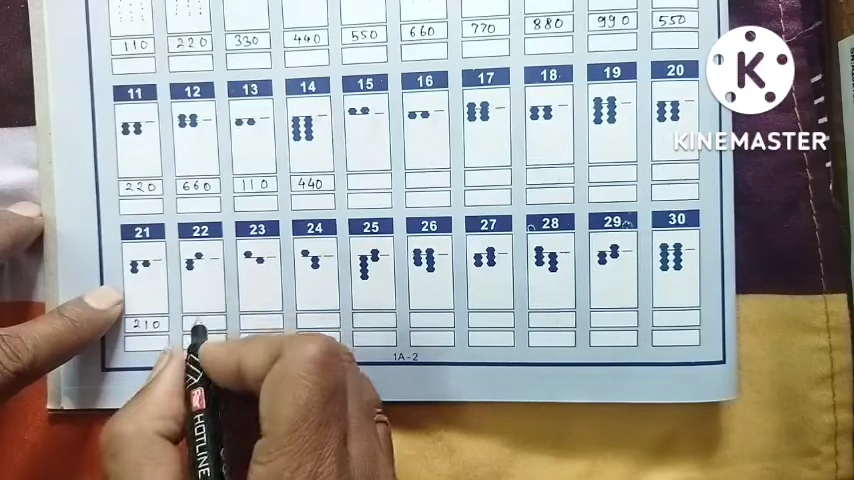 110 220 330 440 550 660 770 880 990 550
11 12 13 14 15 16 17 18 19 20
220 660 110 440
21 22 23 24 25 26 27 28 29 30
210
1A-2
HOTLINE
K
KINEMASTER